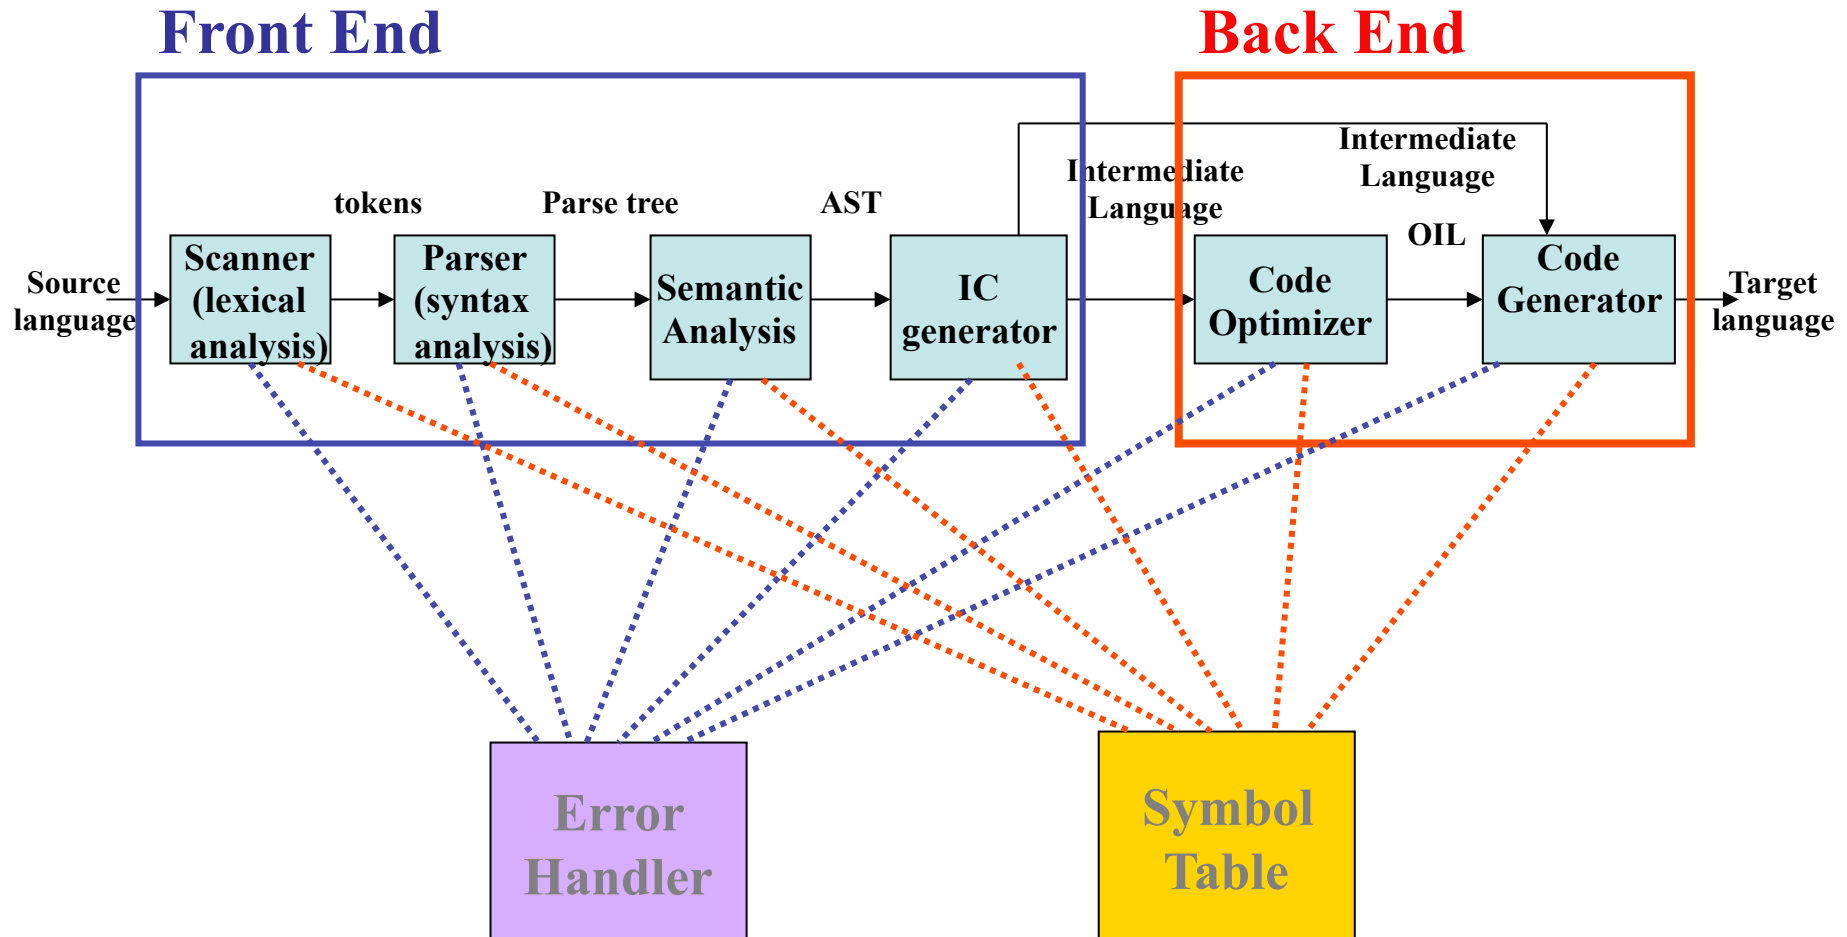 Front End
Back End
Intermediate
Language
Intermediate
Language
tokens
Parse tree
AST
OIL
Source
language
Scanner
(lexical
analysis)
Parser
(syntax
analysis)
Semantic
Analysis
IC
generator
Code
Optimizer
Code
Generator
Target
language
Error
Handler
Symbol
Table